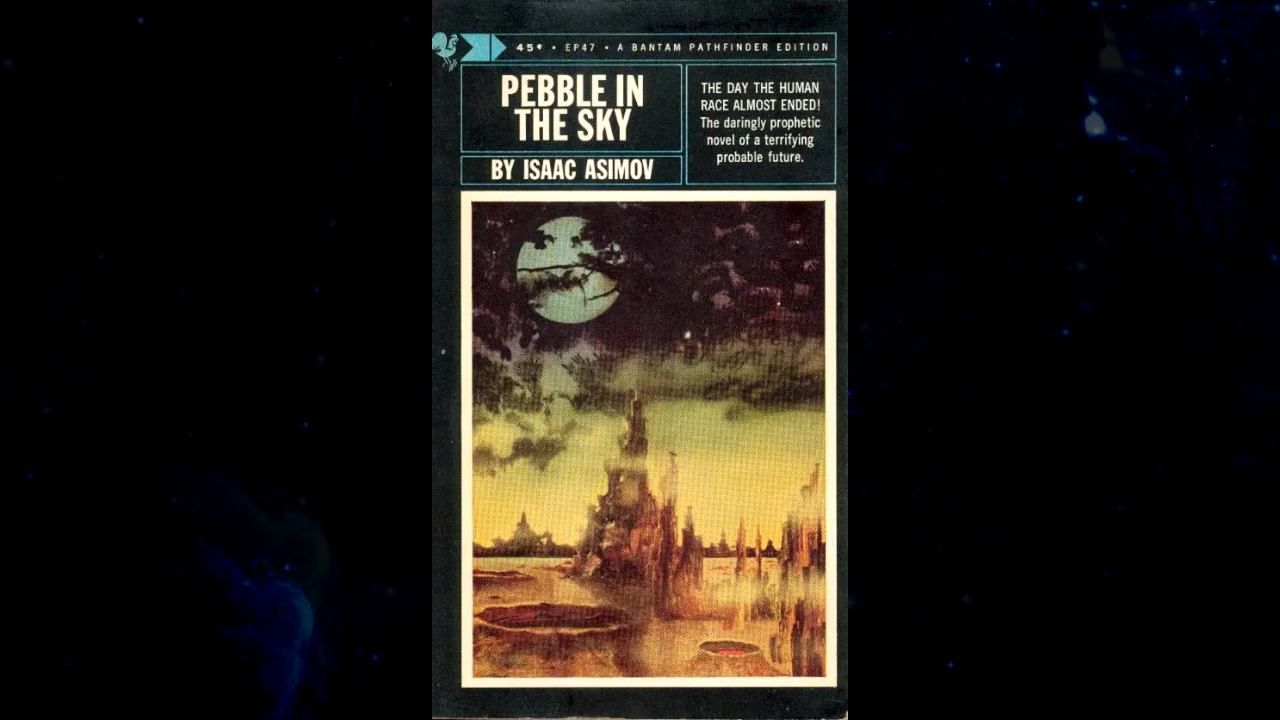 45¢ • EP47 • A BANTAM PATHFINDER EDITION
PEBBLE IN
THE SKY
BY ISAAC ASIMOV
THE DAY THE HUMAN
RACE ALMOST ENDED!
The daringly prophetic
novel of a terrifying
probable future.